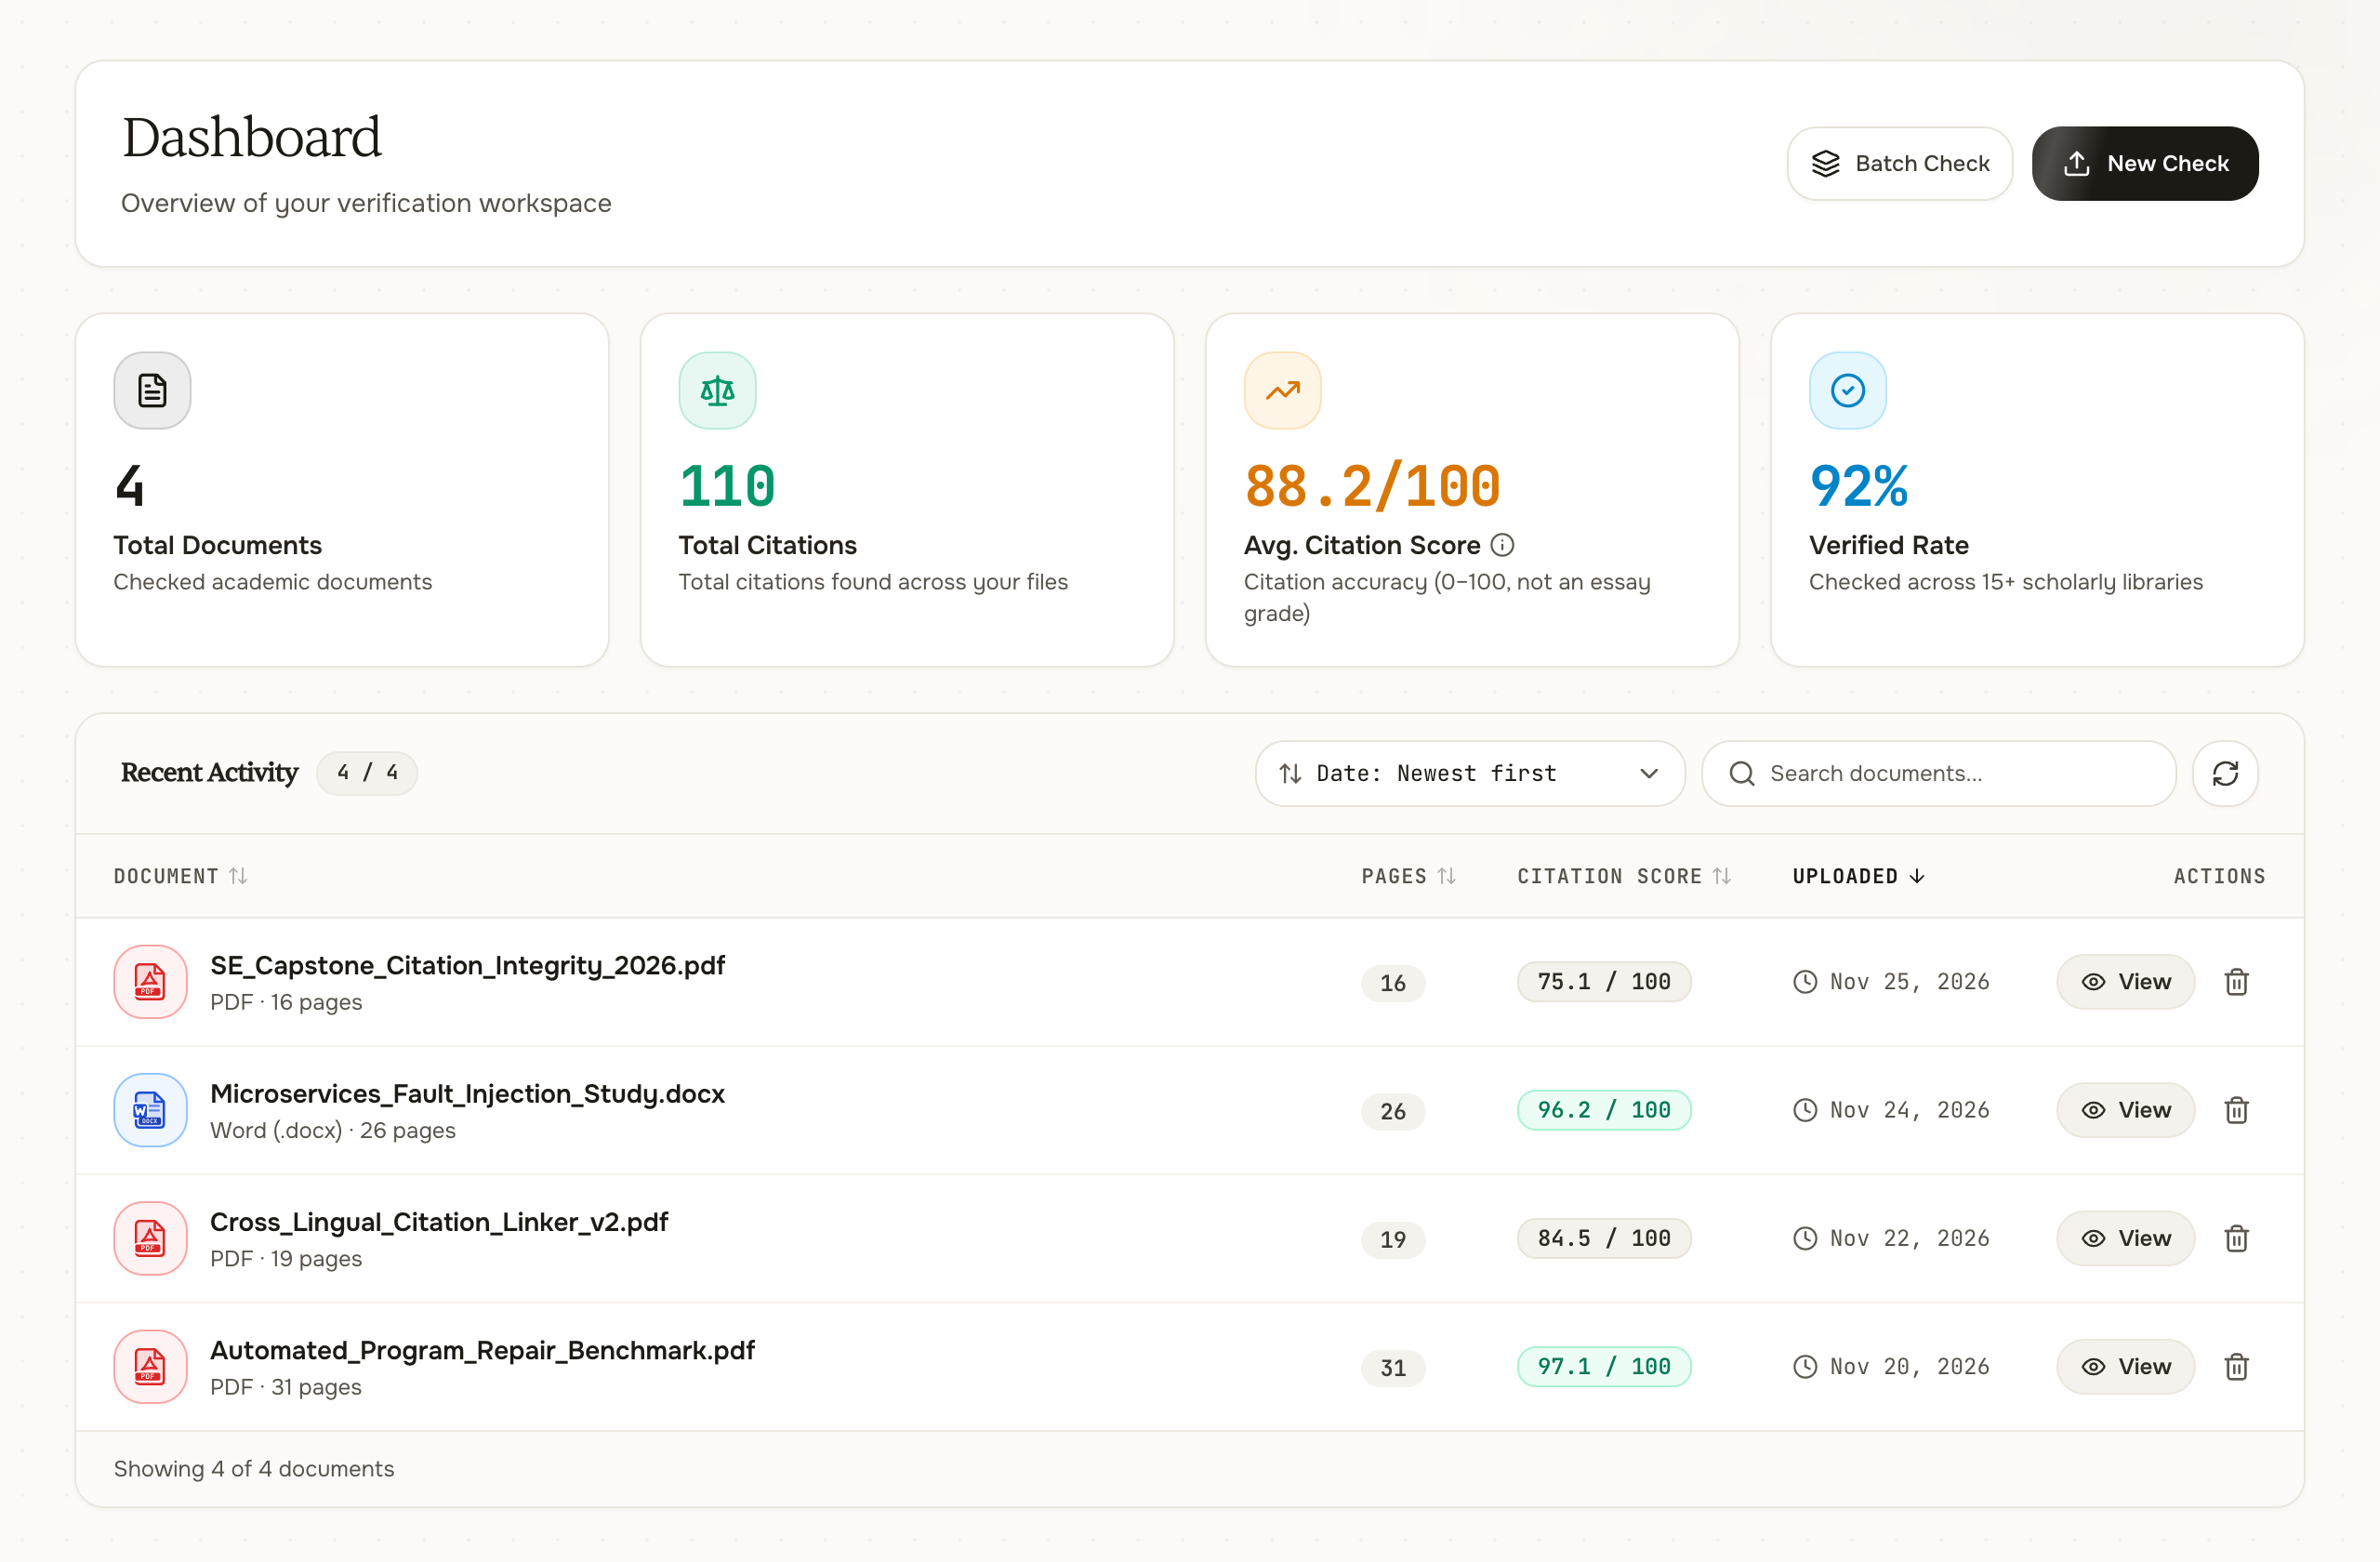 Dashboard
Overview of your verification workspace
Batch Check
New Check
4
Total Documents
Checked academic documents
110
Total Citations
Total citations found across your files
88.2/100
Avg. Citation Score
Citation accuracy (0–100, not an essay
grade)
92%
Verified Rate
Checked across 15+ scholarly libraries
Recent Activity 4 / 4
Date: Newest first
Search documents...
DOCUMENT PAGES CITATION SCORE UPLOADED ACTIONS
PDF
SE_Capstone_Citation_Integrity_2026.pdf
PDF · 16 pages
16 75.1 / 100 Nov 25, 2026 View
W DOCX
Microservices_Fault_Injection_Study.docx
Word (.docx) · 26 pages
26 96.2 / 100 Nov 24, 2026 View
PDF
Cross_Lingual_Citation_Linker_v2.pdf
PDF · 19 pages
19 84.5 / 100 Nov 22, 2026 View
PDF
Automated_Program_Repair_Benchmark.pdf
PDF · 31 pages
31 97.1 / 100 Nov 20, 2026 View
Showing 4 of 4 documents